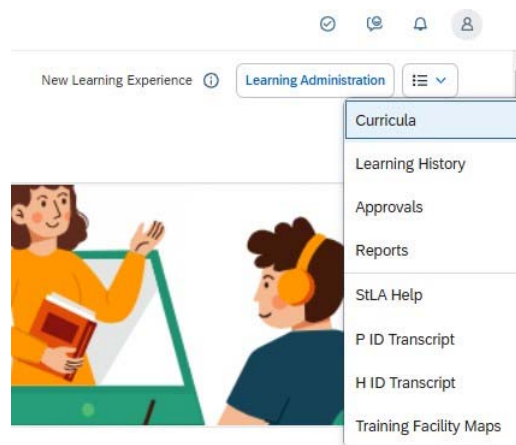 New Learning Experience
Learning Administration
Curricula
Learning History
Approvals
Reports
StLA Help
P ID Transcript
H ID Transcript
Training Facility Maps